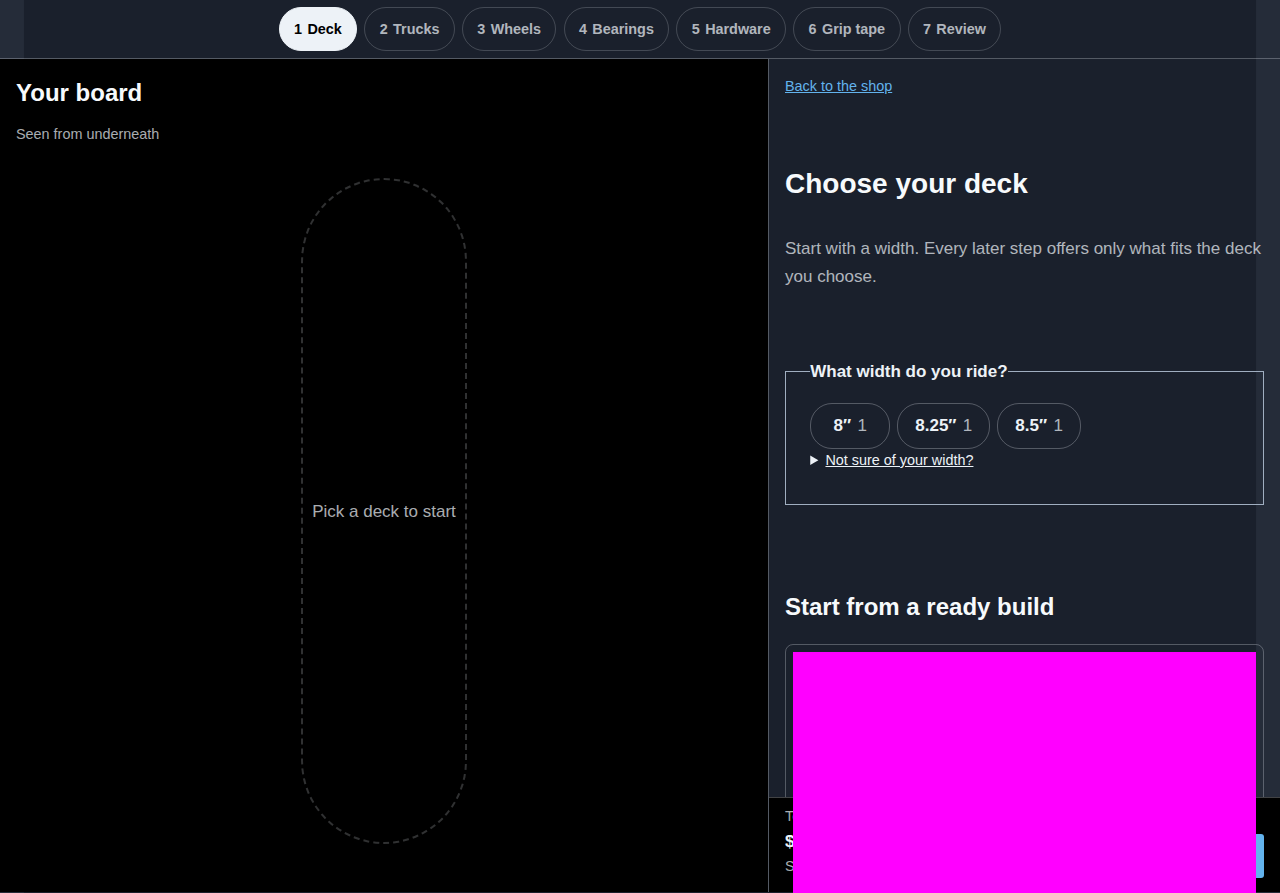 1 Deck
2 Trucks
3 Wheels
4 Bearings
5 Hardware
6 Grip tape
7 Review
Your board
Seen from underneath
Pick a deck to start
Back to the shop
Choose your deck
Start with a width. Every later step offers only what fits the deck
you choose.
What width do you ride?
8″ 1
8.25″ 1
8.5″ 1
Not sure of your width?
Start from a ready build